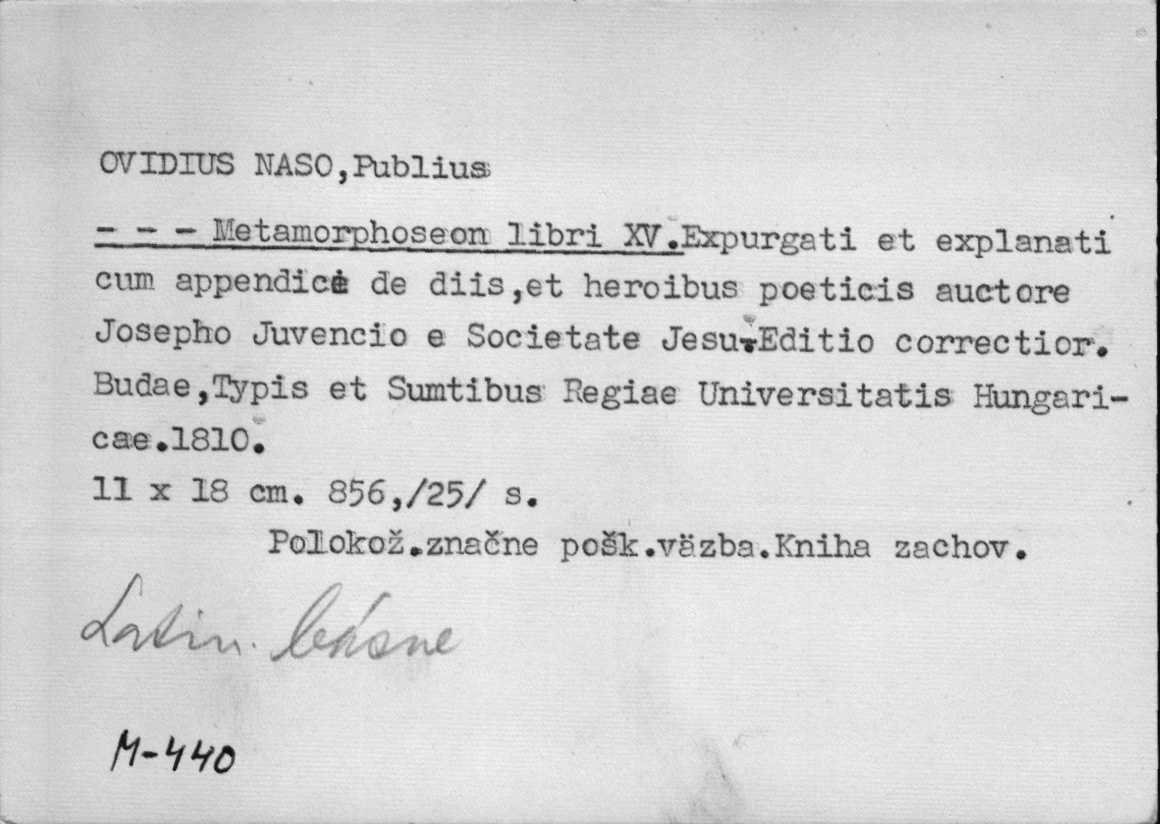 OVIDIUS NASO,Publius
- - - Metamorphoseon libri XV.Expurgati et explanati
cum appendice de diis,et heroibus poeticis auctore
Josepho Juvencio e Societate Jesu.Editio correctior.
Budae,Typis et Sumtibus Regiae Universitatis Hungari-
cae.1810.
11 x 18 cm. 856,/25/ s.
Polokož.značne pošk.väzba.Kniha zachov.
Latin. básne
M-440